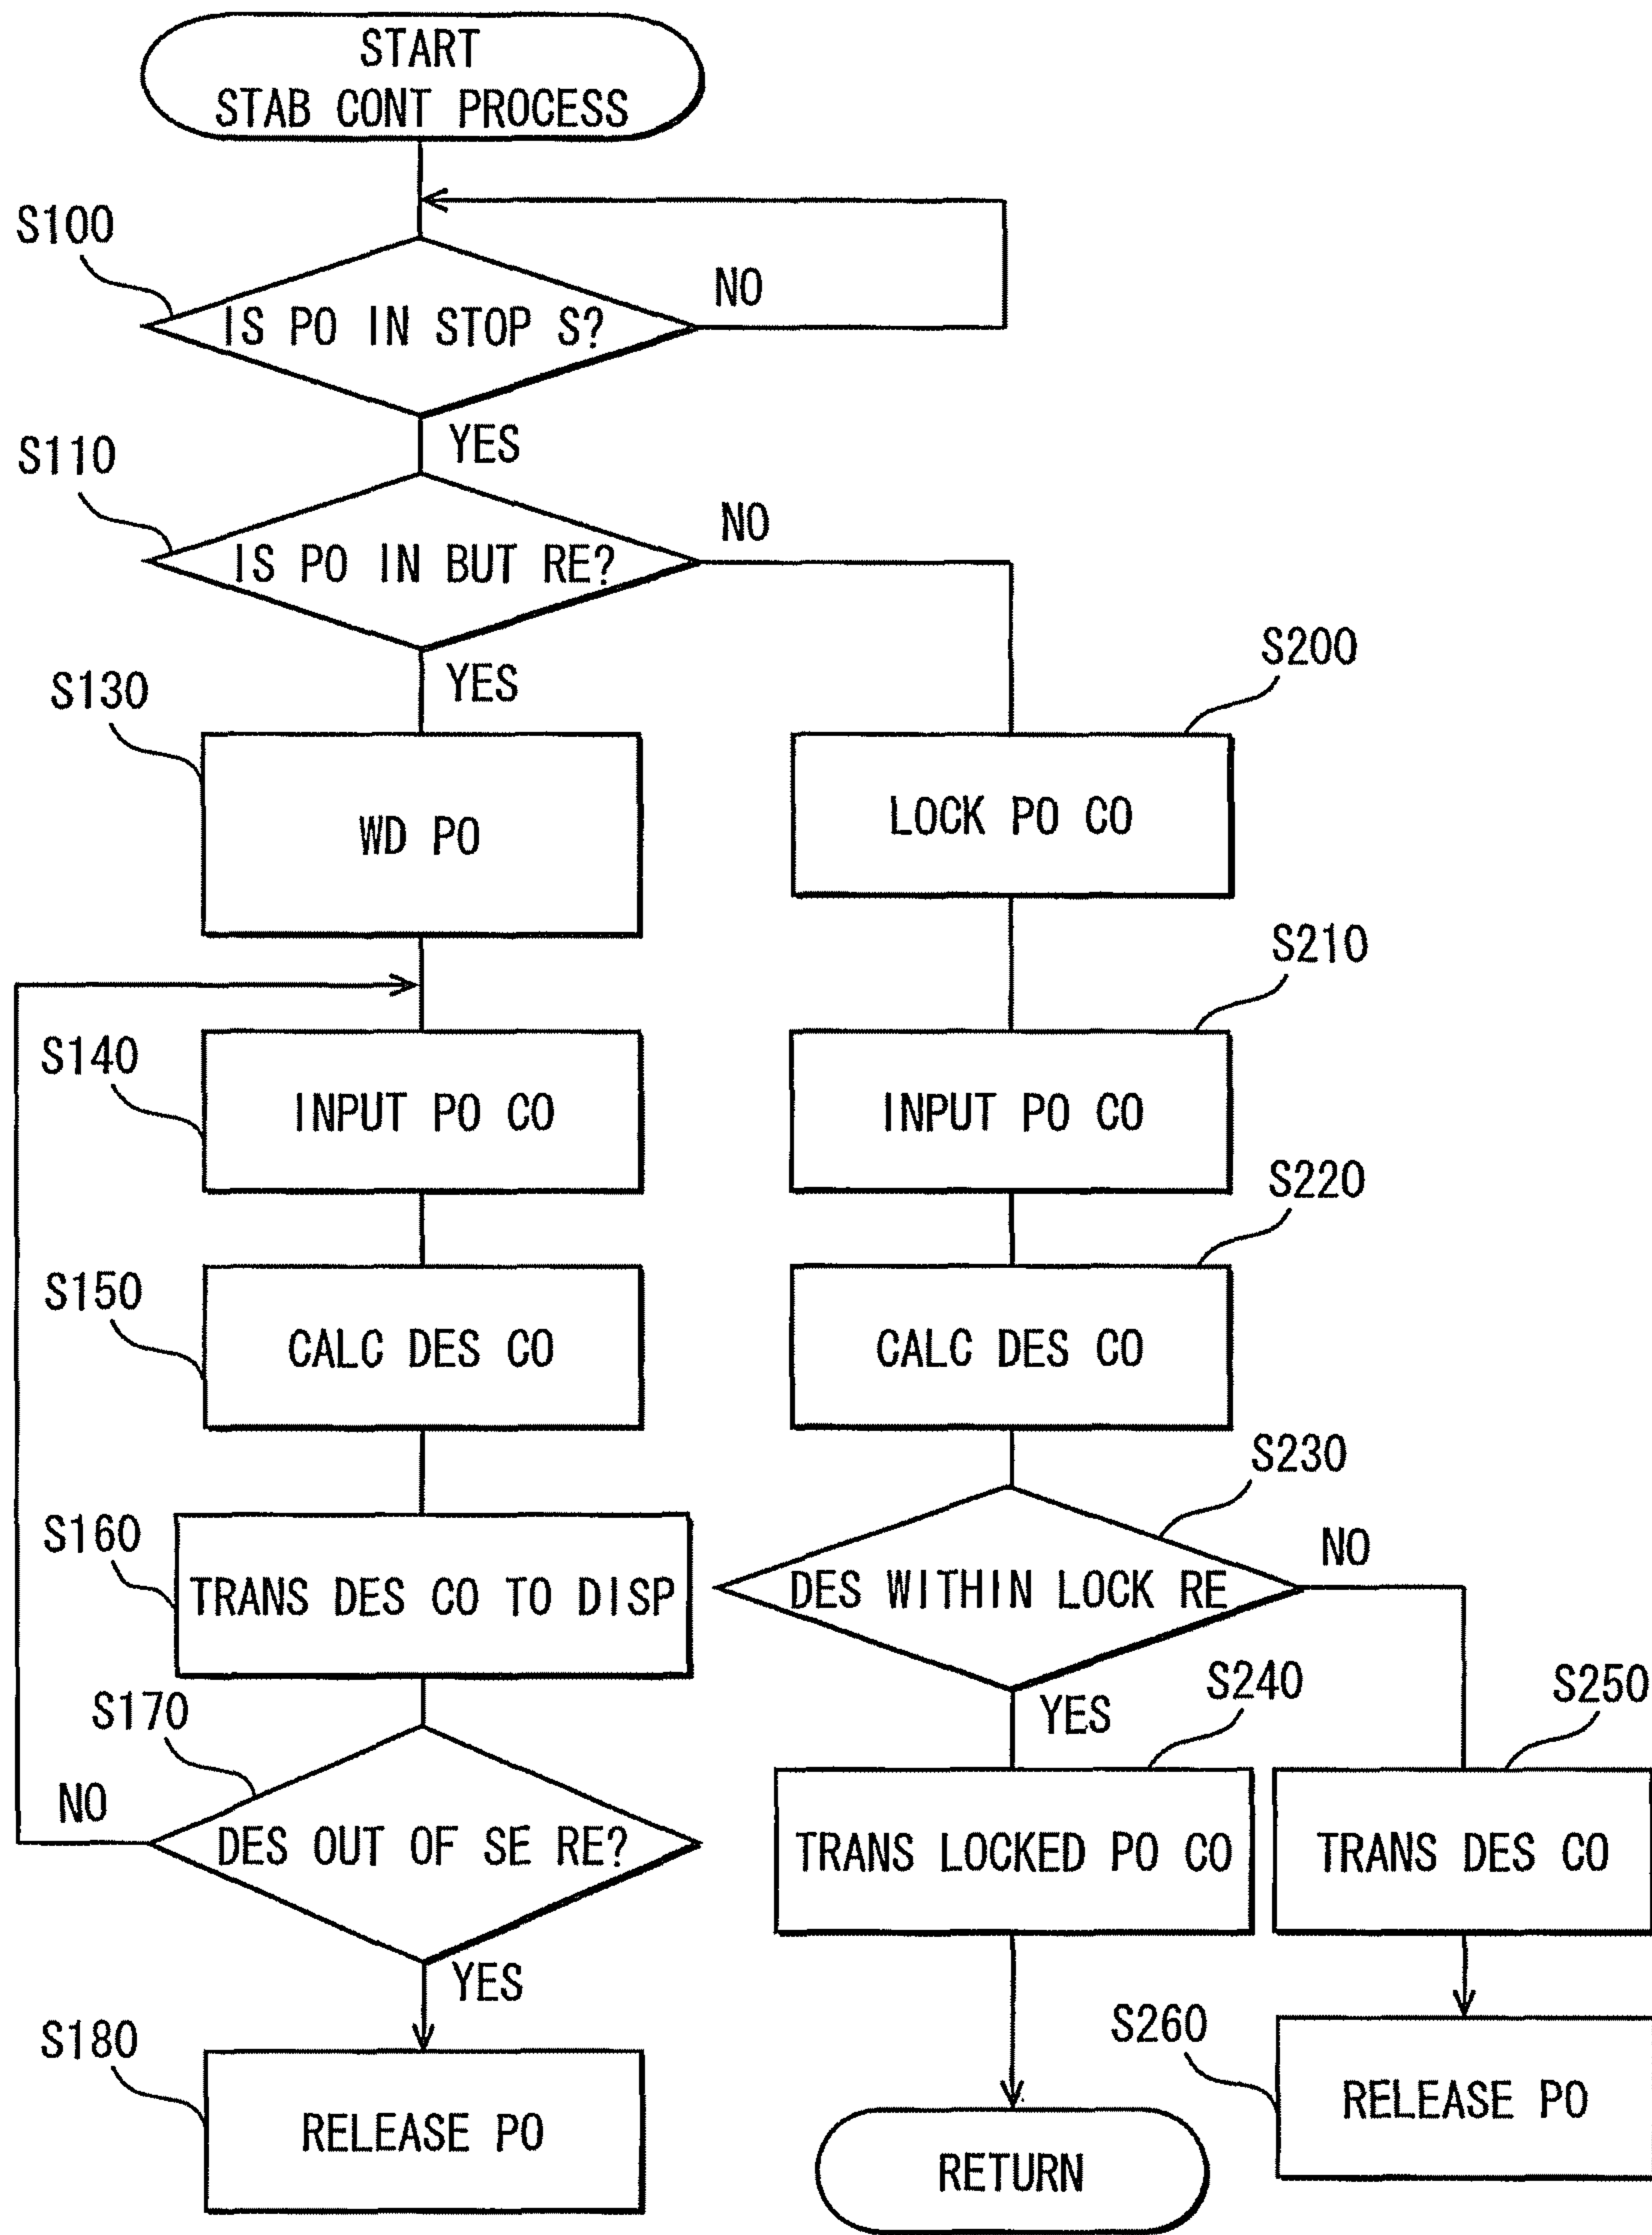 START
STAB CONT PROCESS
S100
IS PO IN STOP S?
NO
YES
S110
IS PO IN BUT RE?
NO
YES
S130
WD PO
S200
LOCK PO CO
S140
INPUT PO CO
S210
INPUT PO CO
S150
CALC DES CO
S220
CALC DES CO
S160
TRANS DES CO TO DISP
S230
DES WITHIN LOCK RE
NO
YES
S170
DES OUT OF SE RE?
NO
YES
S240
TRANS LOCKED PO CO
S250
TRANS DES CO
S180
RELEASE PO
RETURN
S260
RELEASE PO